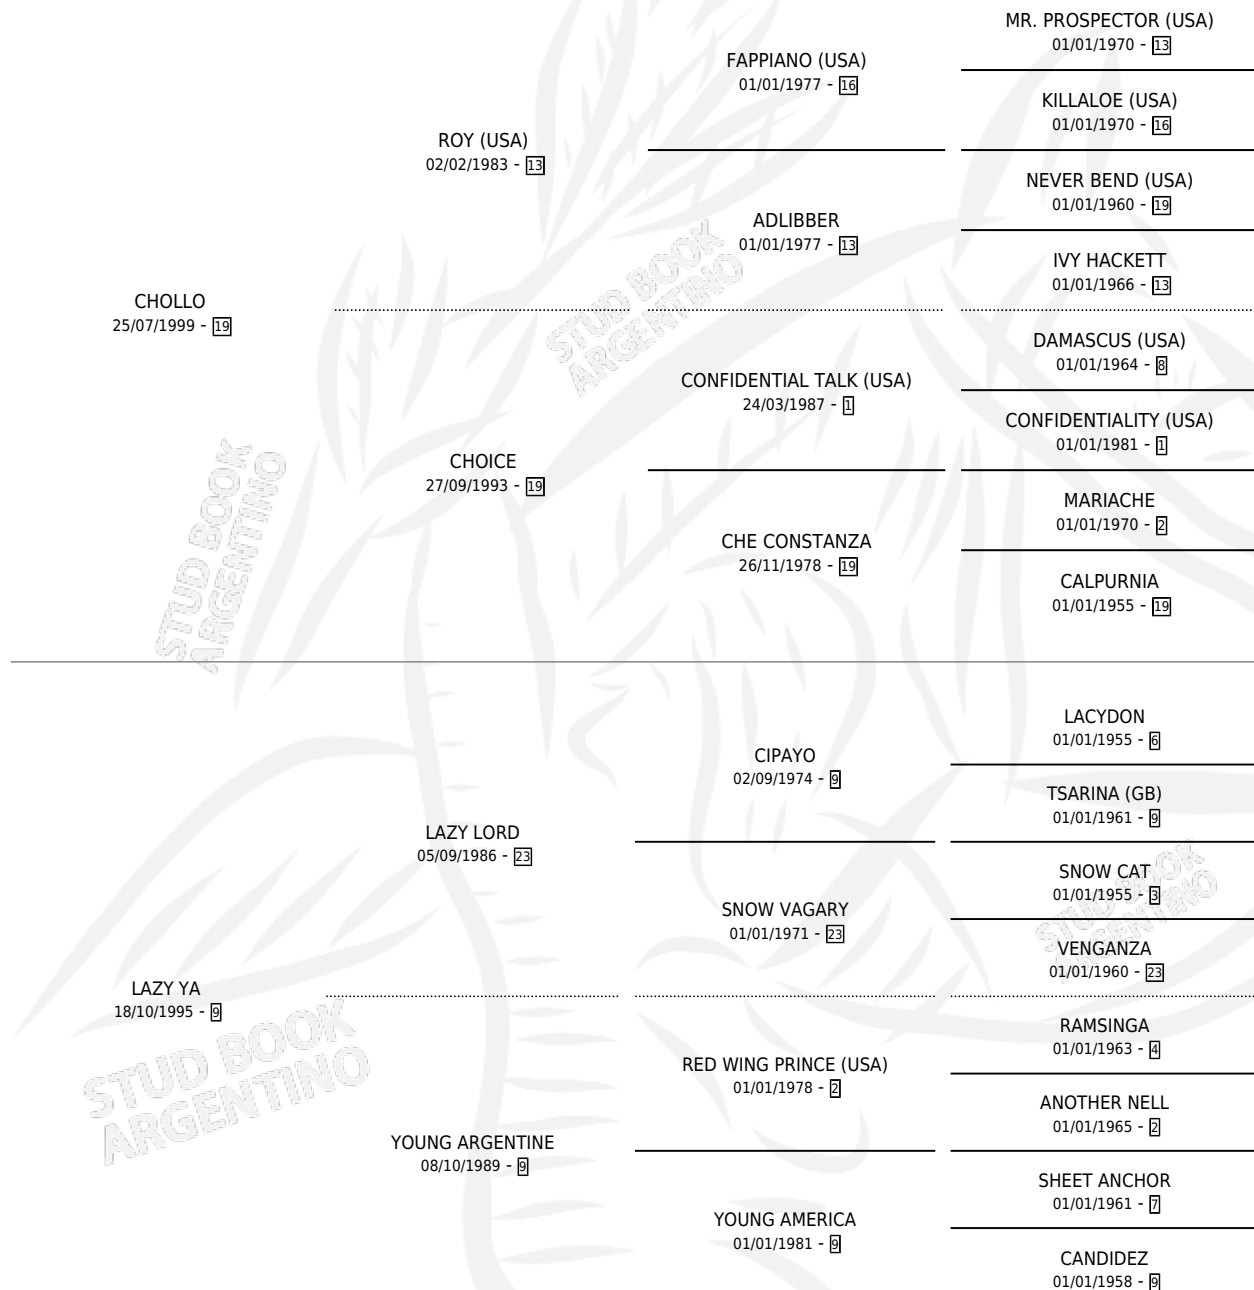 MR. PROSPECTOR (USA)
01/01/1970 - 13
FAPPIANO (USA)
01/01/1977 - 16
KILLALOE (USA)
01/01/1970 - 16
ROY (USA)
02/02/1983 - 13
NEVER BEND (USA)
01/01/1960 - 19
ADLIBBER
01/01/1977 - 13
IVY HACKETT
01/01/1966 - 13
CHOLLO
25/07/1999 - 19
DAMASCUS (USA)
01/01/1964 - 8
CONFIDENTIAL TALK (USA)
24/03/1987 - 1
CONFIDENTIALITY (USA)
01/01/1981 - 1
CHOICE
27/09/1993 - 19
MARIACHE
01/01/1970 - 2
CHE CONSTANZA
26/11/1978 - 19
CALPURNIA
01/01/1955 - 19
LACYDON
01/01/1955 - 6
CIPAYO
02/09/1974 - 9
TSARINA (GB)
01/01/1961 - 9
LAZY LORD
05/09/1986 - 23
SNOW CAT
01/01/1955 - 3
SNOW VAGARY
01/01/1971 - 23
VENGANZA
01/01/1960 - 23
LAZY YA
18/10/1995 - 9
RAMSINGA
01/01/1963 - 4
RED WING PRINCE (USA)
01/01/1978 - 2
ANOTHER NELL
01/01/1965 - 2
YOUNG ARGENTINE
08/10/1989 - 9
SHEET ANCHOR
01/01/1961 - 7
YOUNG AMERICA
01/01/1981 - 9
CANDIDEZ
01/01/1958 - 9
STUD BOOK
ARGENTINO
STUD BOOK
ARGENTINO
STUD BOOK
ARGENTINO
STUD BOOK
ARGENTINO